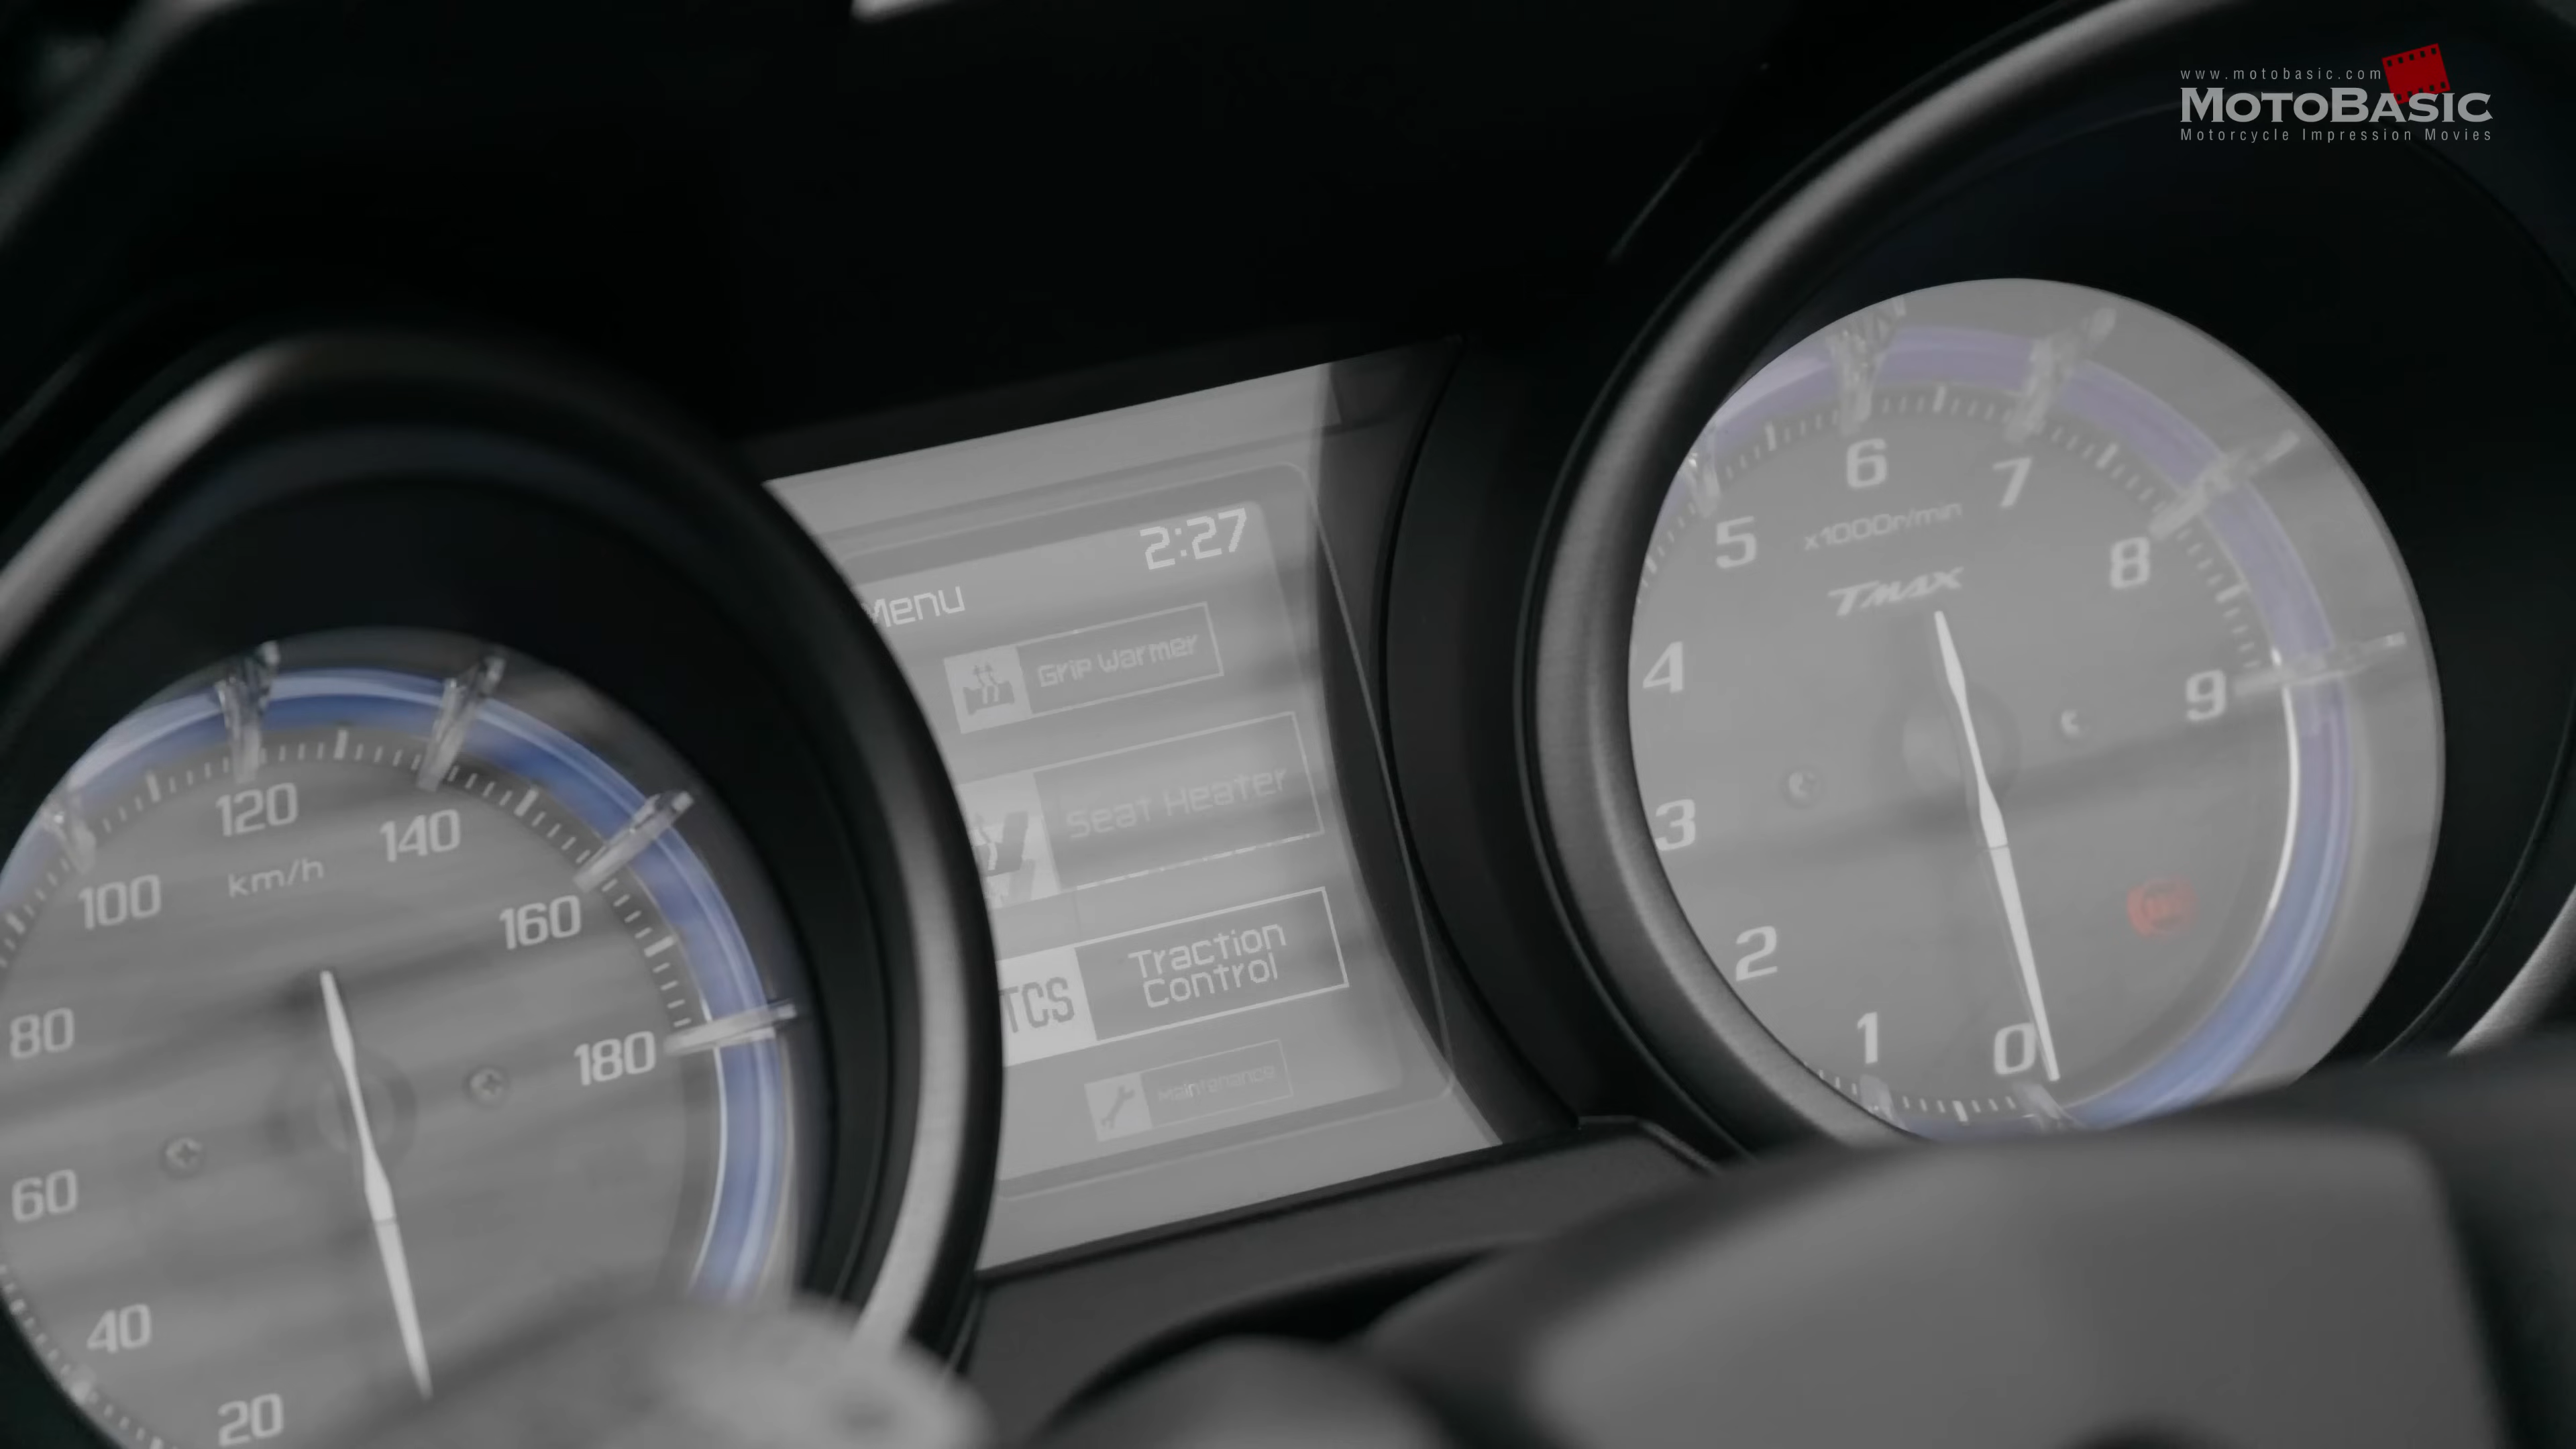 www.motobasic.com
MOTOBASIC
Motorcycle Impression Movies
2:27
Menu
Grip Warmer
Seat Heater
TCS
Traction
Control
Maintenance
20
40
60
80
100
120
140
160
180
km/h
0
1
2
3
4
5
6
7
8
9
x1000r/min
TMAX